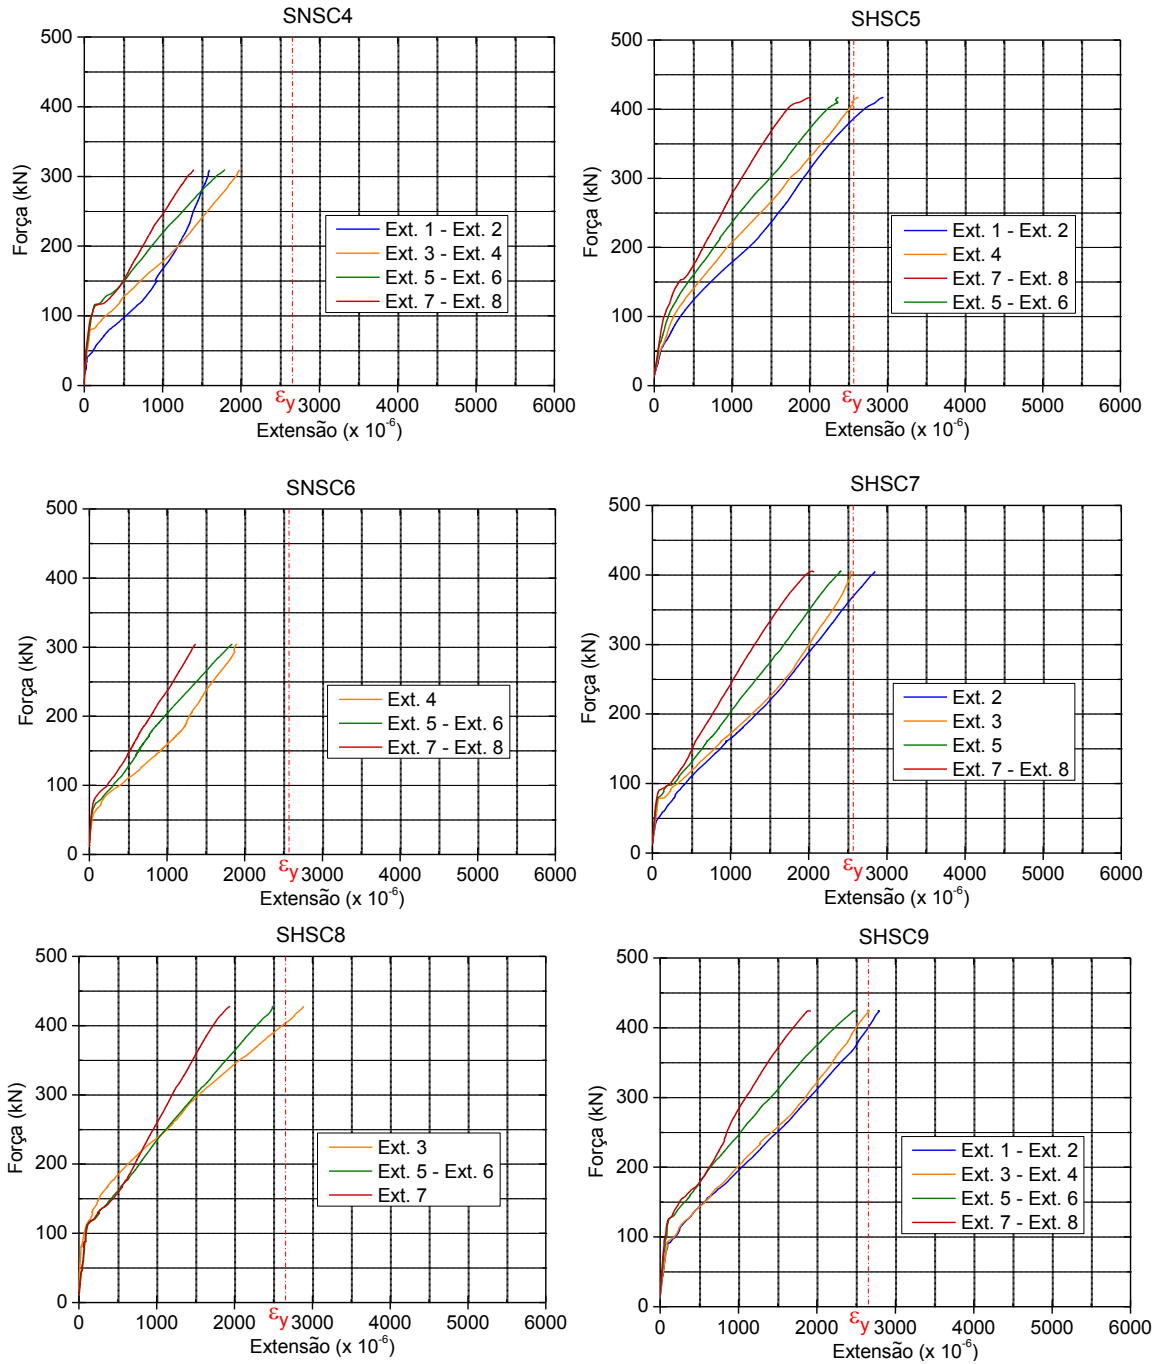 SNSC4
500
400
300
200
100
0
Força (kN)
Ext. 1 - Ext. 2
Ext. 3 - Ext. 4
Ext. 5 - Ext. 6
Ext. 7 - Ext. 8
0 1000 2000 εy 3000 4000 5000 6000
Extensão (x 10⁻⁶)
SHSC5
500
400
300
200
100
0
Força (kN)
Ext. 1 - Ext. 2
Ext. 4
Ext. 7 - Ext. 8
Ext. 5 - Ext. 6
0 1000 2000 εy 3000 4000 5000 6000
Extensão (x 10⁻⁶)
SNSC6
500
400
300
200
100
0
Força (kN)
Ext. 4
Ext. 5 - Ext. 6
Ext. 7 - Ext. 8
0 1000 2000 εy 3000 4000 5000 6000
Extensão (x 10⁻⁶)
SHSC7
500
400
300
200
100
0
Força (kN)
Ext. 2
Ext. 3
Ext. 5
Ext. 7 - Ext. 8
0 1000 2000 εy 3000 4000 5000 6000
Extensão (x 10⁻⁶)
SHSC8
500
400
300
200
100
0
Força (kN)
Ext. 3
Ext. 5 - Ext. 6
Ext. 7
0 1000 2000 εy 3000 4000 5000 6000
Extensão (x 10⁻⁶)
SHSC9
500
400
300
200
100
0
Força (kN)
Ext. 1 - Ext. 2
Ext. 3 - Ext. 4
Ext. 5 - Ext. 6
Ext. 7 - Ext. 8
0 1000 2000 εy 3000 4000 5000 6000
Extensão (x 10⁻⁶)